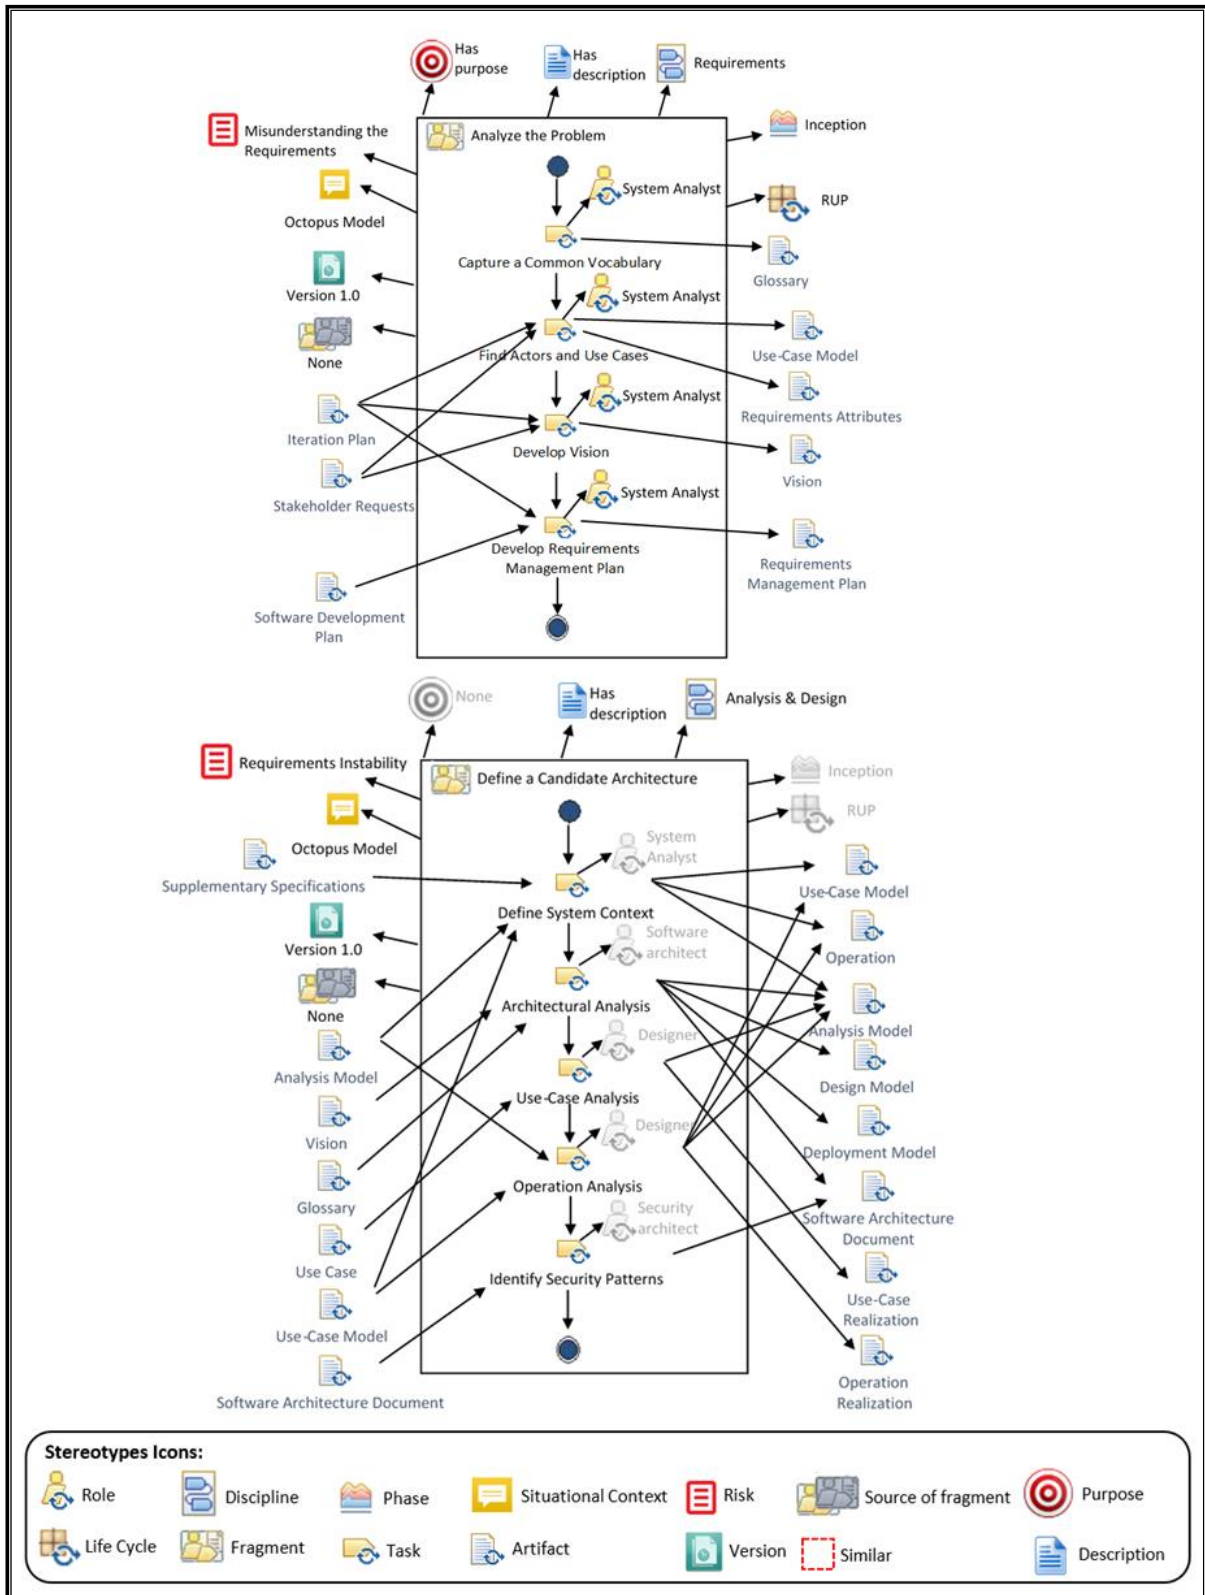 Has
purpose
Has
description
Requirements
Misunderstanding the
Requirements
Analyze the Problem
Inception
Octopus Model
System Analyst
RUP
Capture a Common Vocabulary
Glossary
Version 1.0
System Analyst
None
Find Actors and Use Cases
Use-Case Model
System Analyst
Requirements Attributes
Iteration Plan
Develop Vision
Vision
Stakeholder Requests
System Analyst
Develop Requirements
Management Plan
Requirements
Management Plan
Software Development
Plan
None
Has
description
Analysis & Design
Requirements Instability
Define a Candidate Architecture
Inception
RUP
Octopus Model
System
Analyst
Supplementary Specifications
Use-Case Model
Define System Context
Software
architect
Operation
Version 1.0
Architectural Analysis
None
Designer
Analysis Model
Analysis Model
Design Model
Use-Case Analysis
Designer
Vision
Deployment Model
Operation Analysis
Glossary
Security
architect
Software Architecture
Document
Use Case
Identify Security Patterns
Use-Case
Realization
Use-Case Model
Software Architecture Document
Operation
Realization
Stereotypes Icons:
Role
Discipline
Phase
Situational Context
Risk
Source of fragment
Purpose
Life Cycle
Fragment
Task
Artifact
Version
Similar
Description